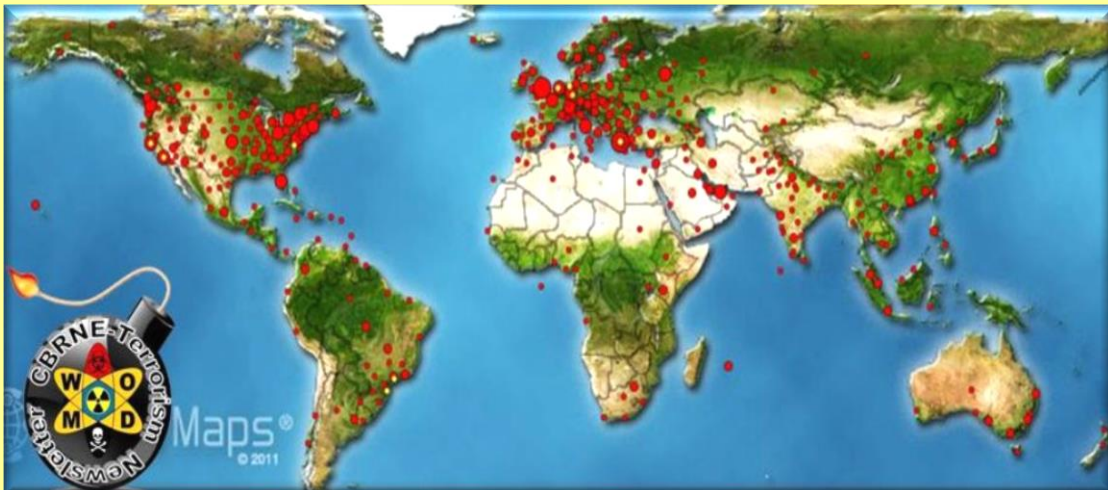 CBRNE-Terrorism
Newsletter
W O
M D
Maps®
© 2011